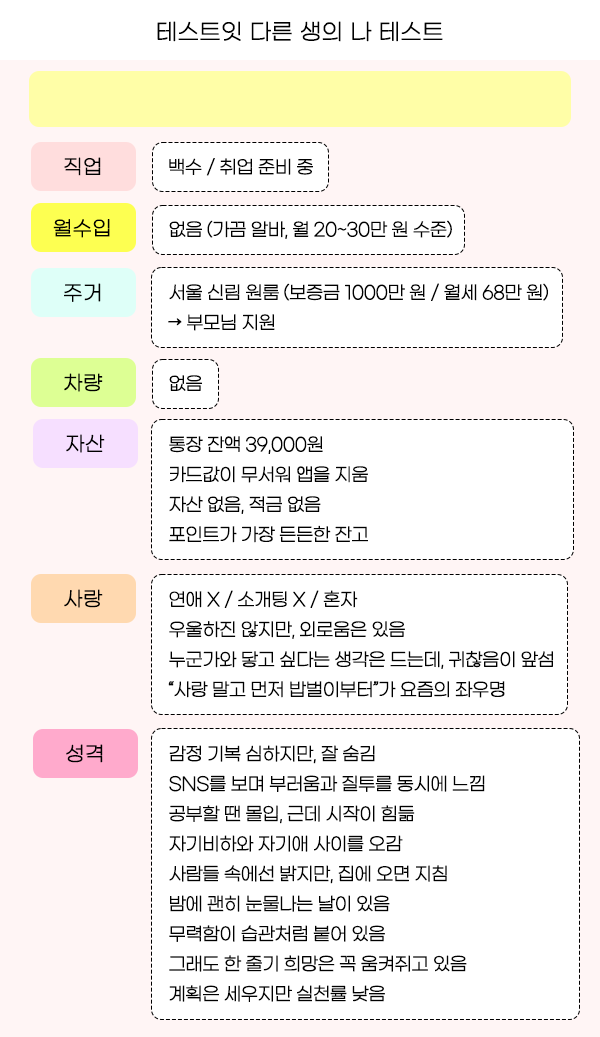 테스트잇 다른 생의 나 테스트
직업
백수 / 취업 준비 중
월수입
없음 (가끔 알바, 월 20~30만 원 수준)
주거
서울 신림 원룸 (보증금 1000만 원 / 월세 68만 원)
→ 부모님 지원
차량
없음
자산
통장 잔액 39,000원
카드값이 무서워 앱을 지움
자산 없음, 적금 없음
포인트가 가장 든든한 잔고
사랑
연애 X / 소개팅 X / 혼자
우울하진 않지만, 외로움은 있음
누군가와 닿고 싶다는 생각은 드는데, 귀찮음이 앞섬
“사랑 말고 먼저 밥벌이부터”가 요즘의 좌우명
성격
감정 기복 심하지만, 잘 숨김
SNS를 보며 부러움과 질투를 동시에 느낌
공부할 땐 몰입, 근데 시작이 힘듦
자기비하와 자기애 사이를 오감
사람들 속에선 밝지만, 집에 오면 지침
밤에 괜히 눈물나는 날이 있음
무력함이 습관처럼 붙어 있음
그래도 한 줄기 희망은 꼭 움켜쥐고 있음
계획은 세우지만 실천률 낮음